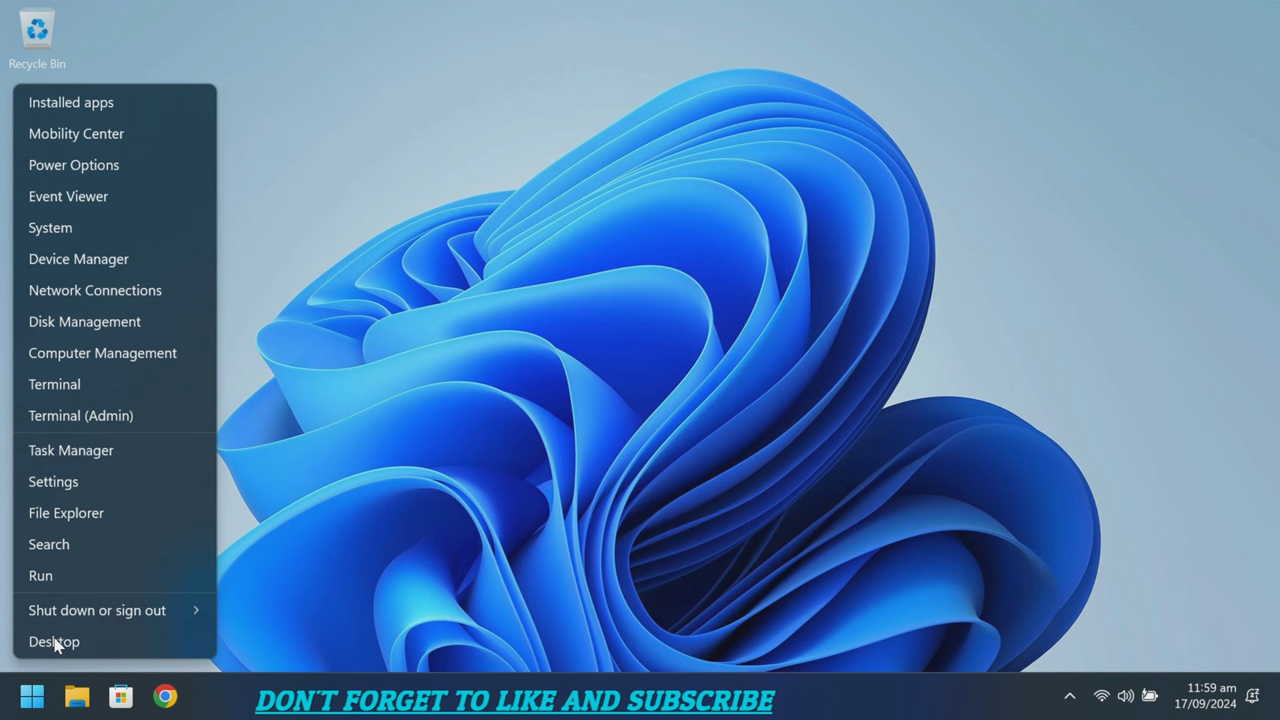 Recycle Bin
Installed apps
Mobility Center
Power Options
Event Viewer
System
Device Manager
Network Connections
Disk Management
Computer Management
Terminal
Terminal (Admin)
Task Manager
Settings
File Explorer
Search
Run
Shut down or sign out
Desktop
DON'T FORGET TO LIKE AND SUBSCRIBE
11:59 am
17/09/2024